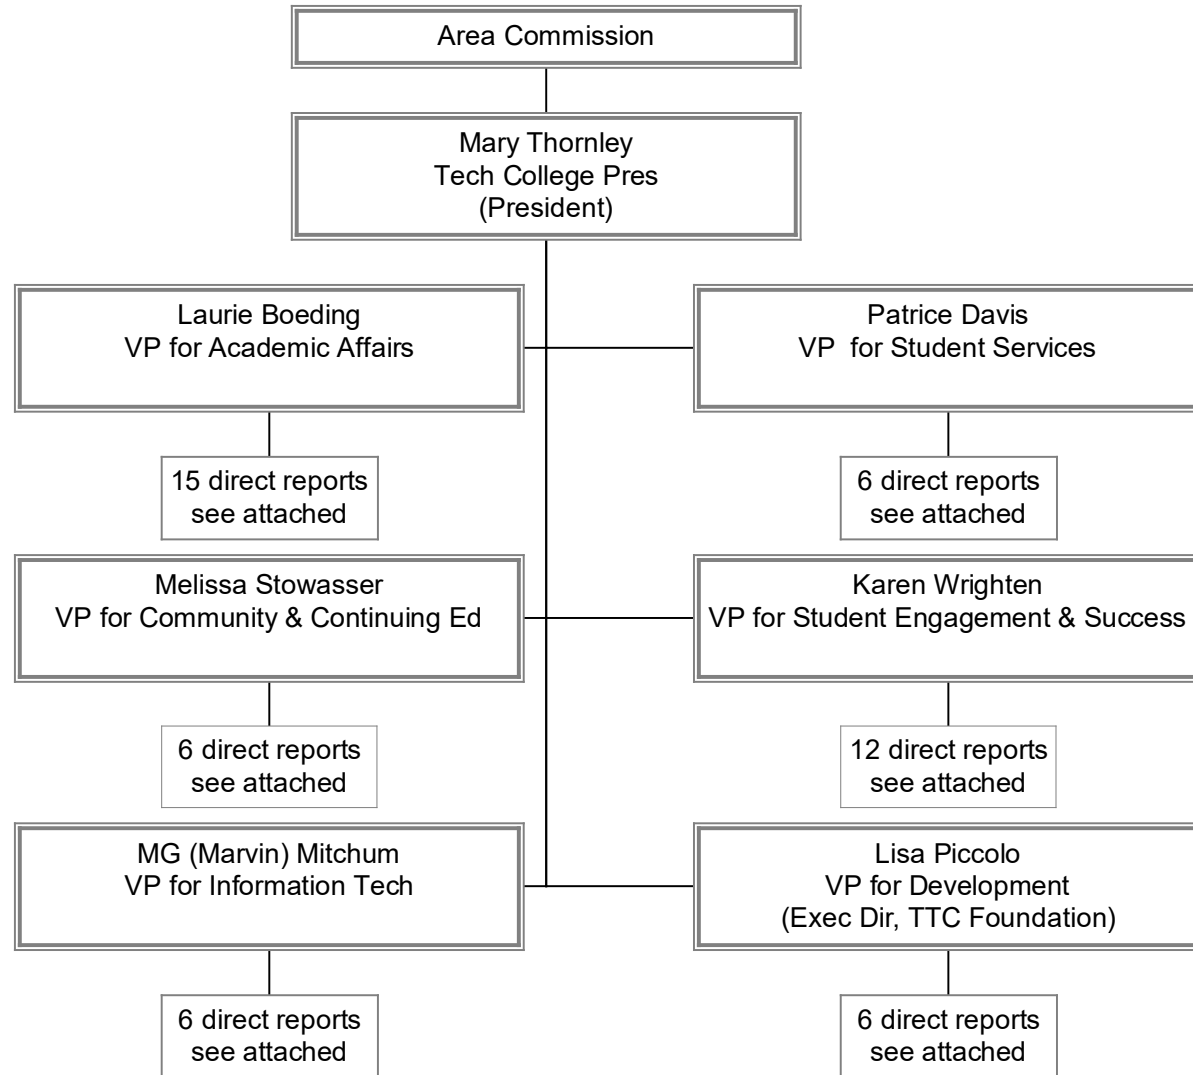 Area Commission
Mary Thornley
Tech College Pres
(President)
Laurie Boeding
VP for Academic Affairs
Patrice Davis
VP  for Student Services
15 direct reports
see attached
6 direct reports
see attached
Melissa Stowasser
VP for Community & Continuing Ed
Karen Wrighten
VP for Student Engagement & Success
6 direct reports
see attached
12 direct reports
see attached
MG (Marvin) Mitchum
VP for Information Tech
Lisa Piccolo
VP for Development
(Exec Dir, TTC Foundation)
6 direct reports
see attached
6 direct reports
see attached